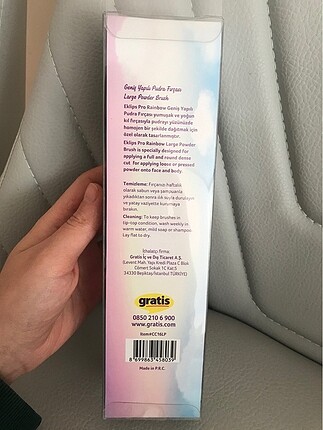 Geniş Yapılı Pudra Fırçası
Large Powder Brush
Eklips Pro Rainbow Geniş Yapılı
Pudra Fırçası yumuşak ve yoğun
kıl fırçasıyla pudrayı yüzünüzde
homojen bir şekilde dağıtmak için
özel olarak tasarlanmıştır.
Eklips Pro Rainbow Large Powder
Brush is specially designed for
applying a full and round dense
cut for applying loose or pressed
powder onto face and body.
Temizleme: Fırçanızı haftalık
olarak sabun veya şampuanla
yıkadıktan sonra ılık suyla durulayın
ve yatay vaziyette kurumaya
bırakın.
Cleaning: To keep brushes in
tip-top condition, wash weekly in
warm water, mild soap or shampoo.
Lay flat to dry.
İthalatçı firma
Gratis İç ve Dış Ticaret A.Ş.
(Levent Mah. Yapı Kredi Plaza C Blok
Cömert Sokak 1C Kat:5
34330 Beşiktaş/İstanbul TÜRKİYE)
gratis
0850 210 6 900
www.gratis.com
Item#CC16LP
8 699863 458039
Made in P.R.C.